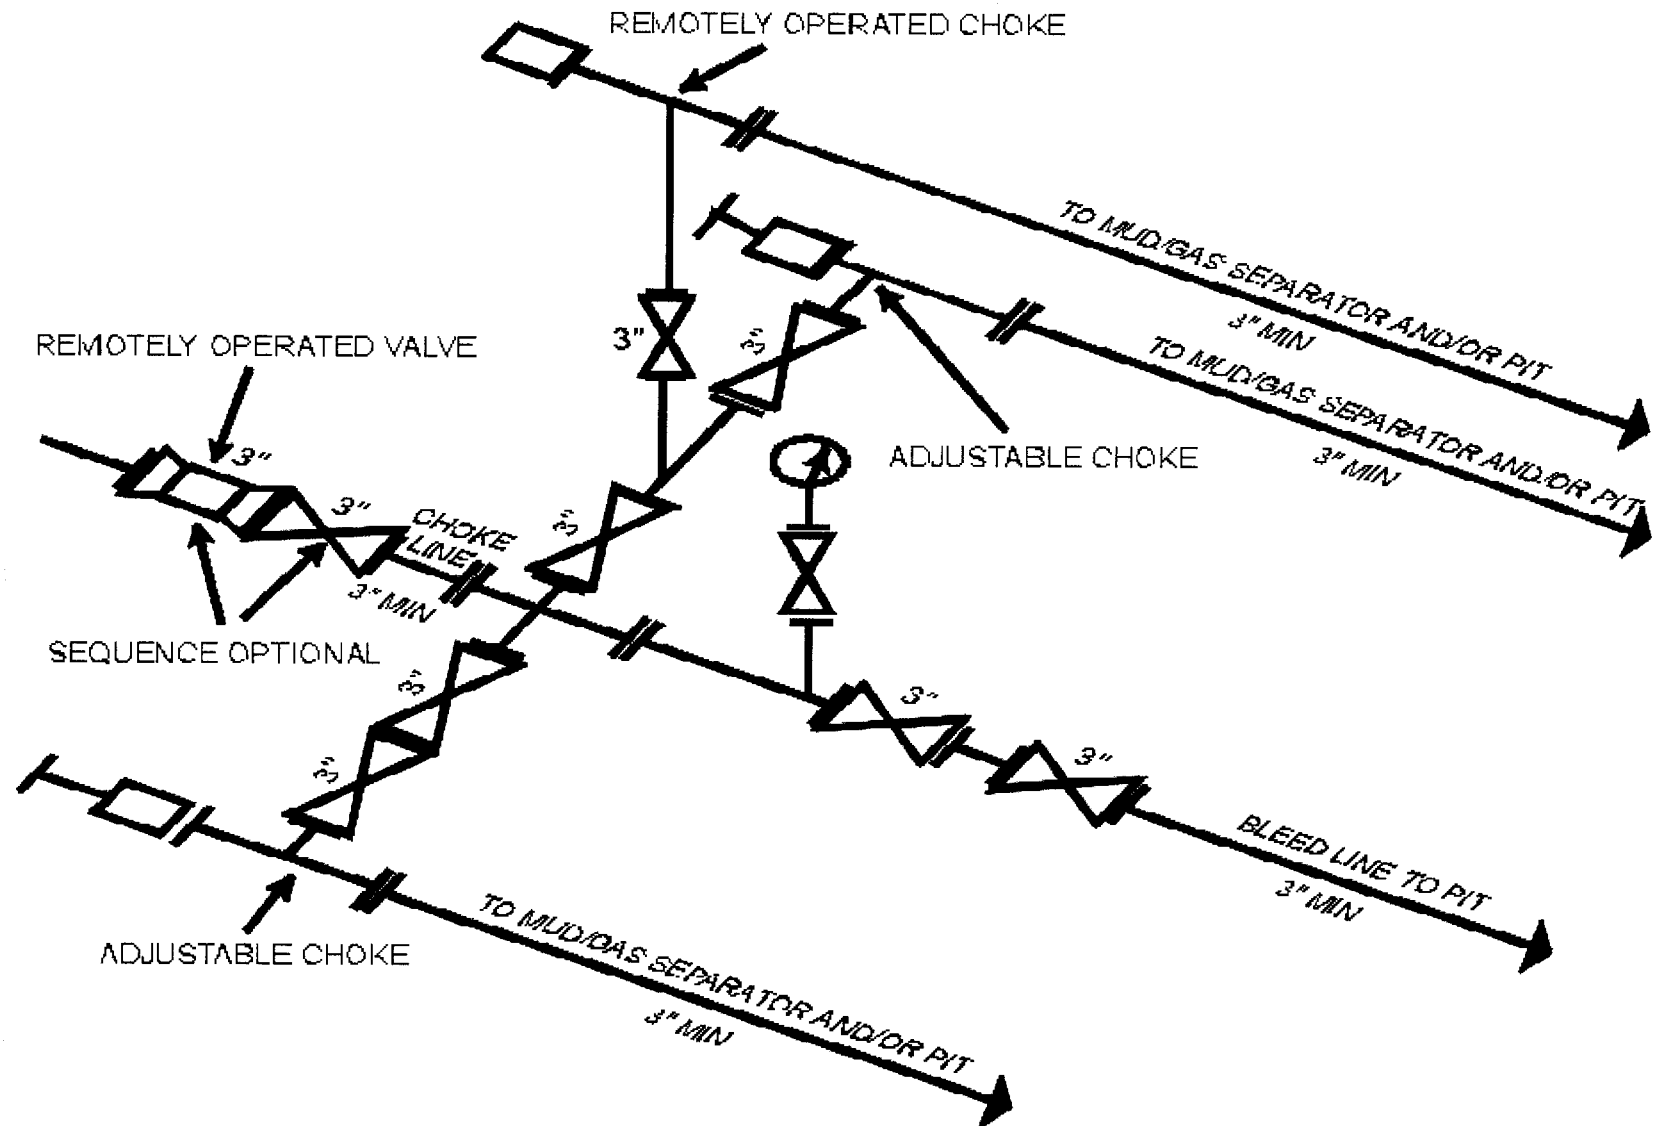 REMOTELY OPERATED CHOKE
TO MUD/GAS SEPARATOR AND/OR PIT
3" MIN
3"
3"
TO MUD/GAS SEPARATOR AND/OR PIT
3" MIN
REMOTELY OPERATED VALVE
ADJUSTABLE CHOKE
3"
3"
CHOKE
LINE
3" MIN
3"
SEQUENCE OPTIONAL
3"
3"
3"
3"
BLEED LINE TO PIT
3" MIN
ADJUSTABLE CHOKE
TO MUD/GAS SEPARATOR AND/OR PIT
3" MIN